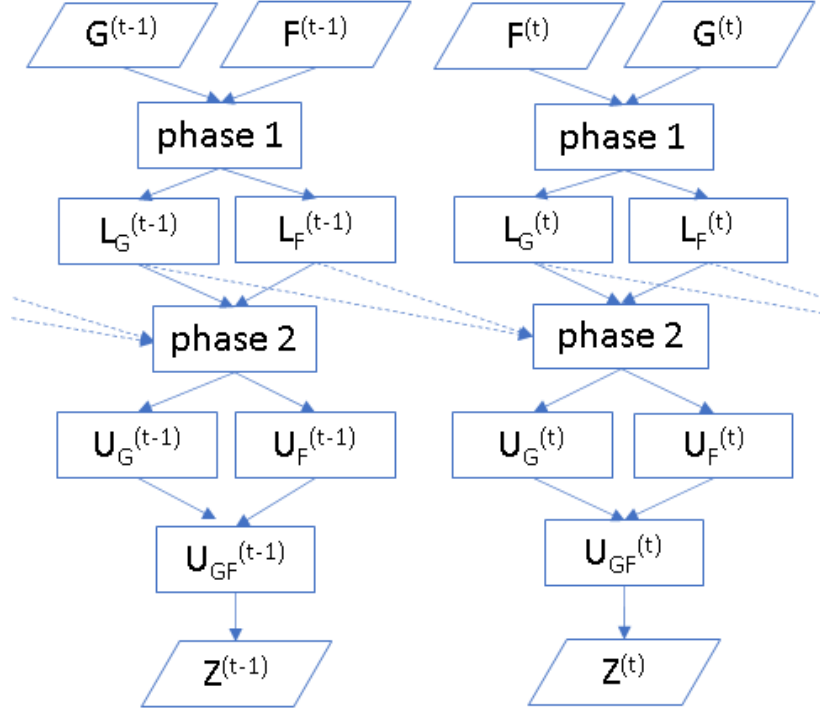 G(t-1) F(t-1) F(t) G(t)
phase 1 phase 1
LG(t-1) LF(t-1) LG(t) LF(t)
phase 2 phase 2
UG(t-1) UF(t-1) UG(t) UF(t)
UGF(t-1) UGF(t)
Z(t-1) Z(t)